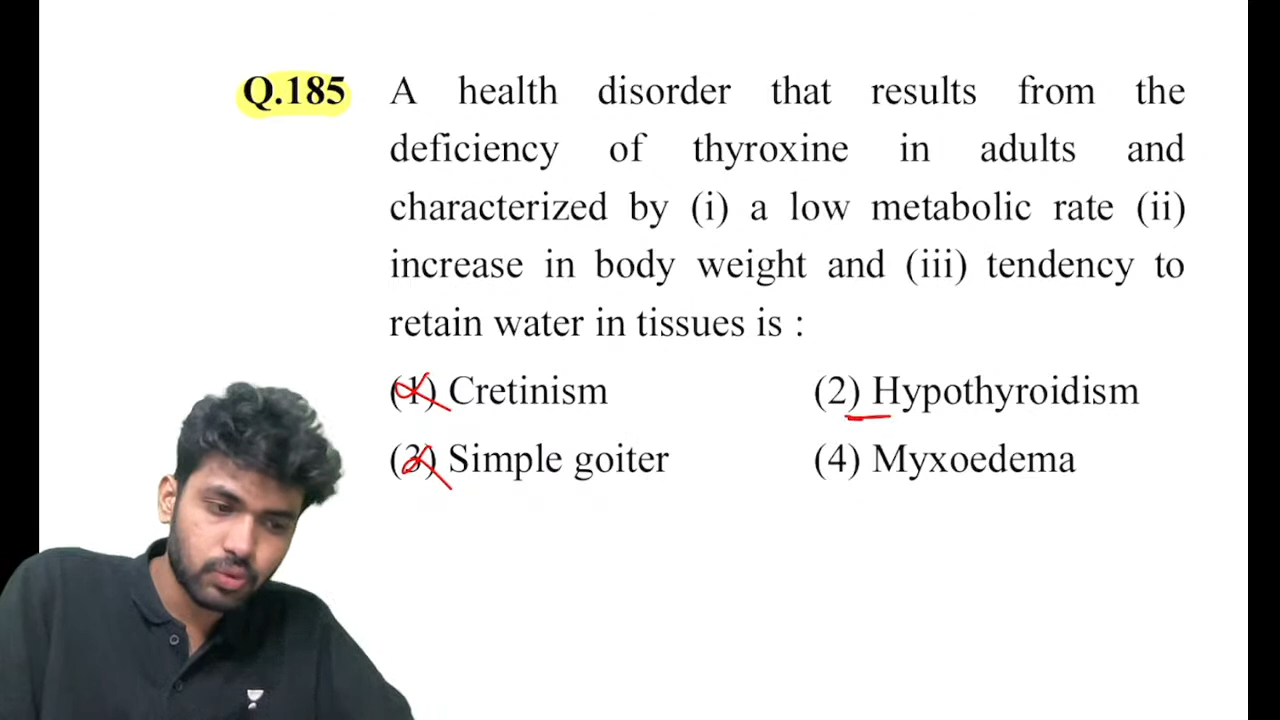 Q.185 A health disorder that results from the
deficiency of thyroxine in adults and
characterized by (i) a low metabolic rate (ii)
increase in body weight and (iii) tendency to
retain water in tissues is :
(1) Cretinism (2) Hypothyroidism
(3) Simple goiter (4) Myxoedema